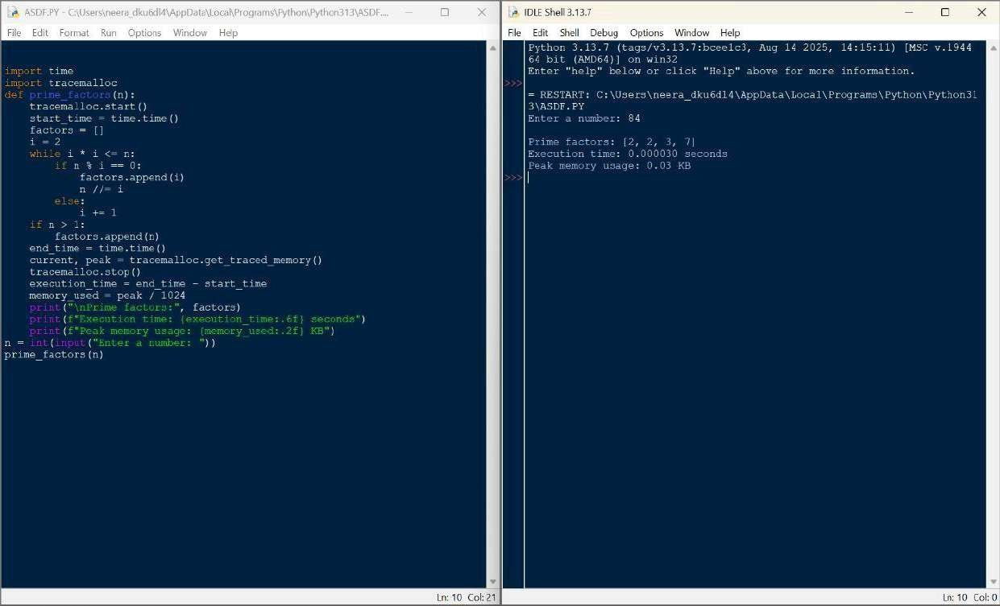 ASDF.PY - C:\Users\neera_dku6dl4\AppData\Local\Programs\Python\Python313\ASDF....
File Edit Format Run Options Window Help
import time
import tracemalloc
def prime_factors(n):
    tracemalloc.start()
    start_time = time.time()
    factors = []
    i = 2
    while i * i <= n:
        if n % i == 0:
            factors.append(i)
            n //= i
        else:
            i += 1
    if n > 1:
        factors.append(n)
    end_time = time.time()
    current, peak = tracemalloc.get_traced_memory()
    tracemalloc.stop()
    execution_time = end_time - start_time
    memory_used = peak / 1024
    print("\nPrime factors:", factors)
    print(f"Execution time: {execution_time:.6f} seconds")
    print(f"Peak memory usage: {memory_used:.2f} KB")
n = int(input("Enter a number: "))
prime_factors(n)
Ln: 10 Col: 21
IDLE Shell 3.13.7
File Edit Shell Debug Options Window Help
Python 3.13.7 (tags/v3.13.7:bcee1c3, Aug 14 2025, 14:15:11) [MSC v.1944
64 bit (AMD64)] on win32
Enter "help" below or click "Help" above for more information.
>>>
= RESTART: C:\Users\neera_dku6dl4\AppData\Local\Programs\Python\Python31
3\ASDF.PY
Enter a number: 84
Prime factors: [2, 2, 3, 7]
Execution time: 0.000030 seconds
Peak memory usage: 0.03 KB
>>>
Ln: 10 Col: 0